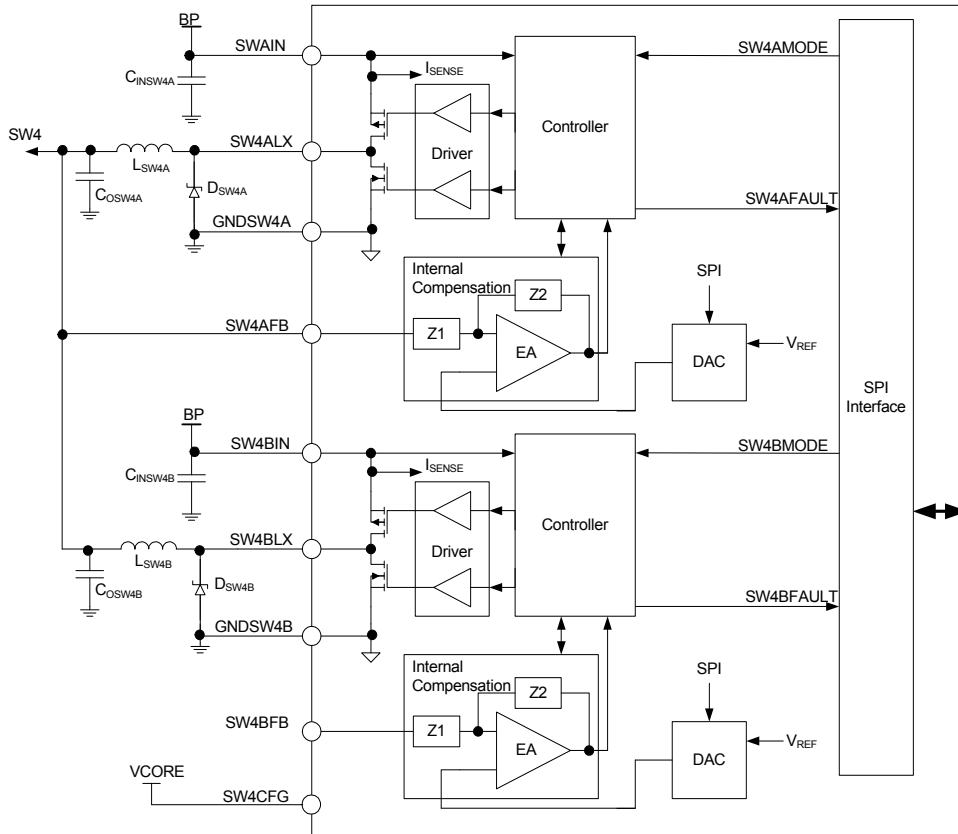 BP
SWAIN
SW4AMODE
CINSW4A
ISENSE
Controller
SW4
SW4ALX
Driver
LSW4A
COSW4A
DSW4A
SW4AFAULT
GNDSW4A
Internal
Compensation
Z2
SPI
SW4AFB
Z1
EA
DAC
VREF
SPI
Interface
BP
SW4BIN
SW4BMODE
CINSW4B
ISENSE
Controller
SW4BLX
Driver
LSW4B
COSW4B
DSW4B
SW4BFAULT
GNDSW4B
Internal
Compensation
Z2
SPI
SW4BFB
Z1
EA
DAC
VREF
VCORE
SW4CFG